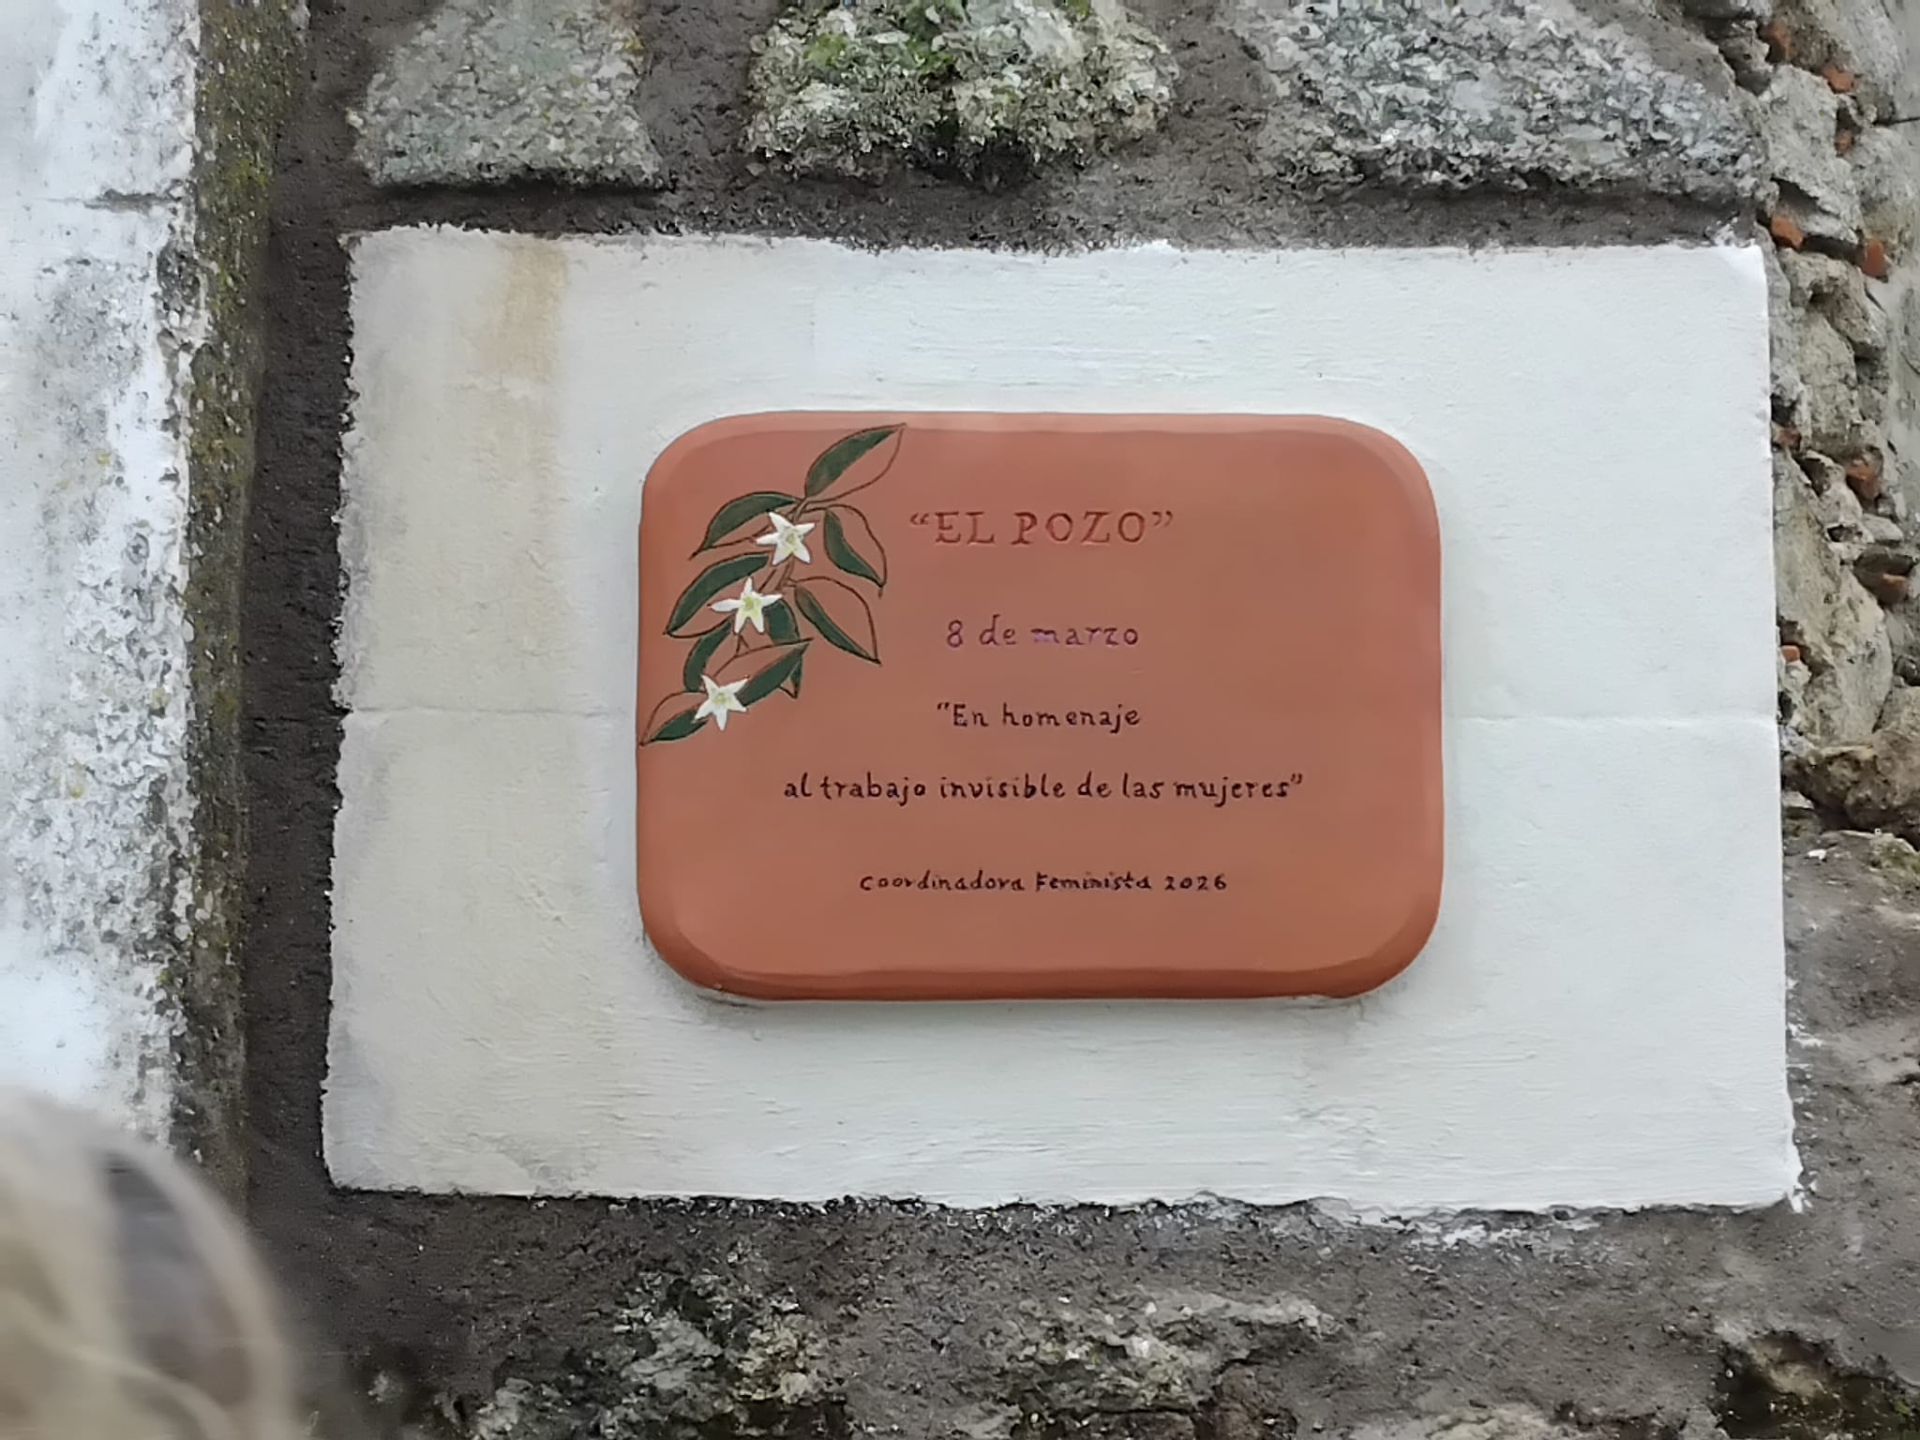 “EL POZO”
8 de marzo
“En homenaje
al trabajo invisible de las mujeres”
Coordinadora Feminista 2026